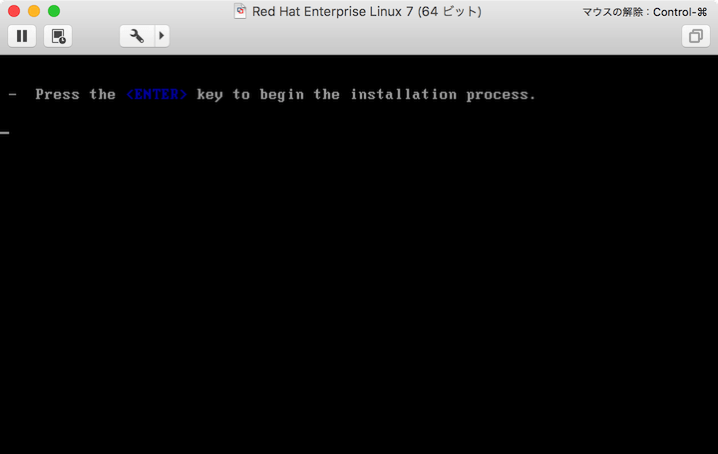 Red Hat Enterprise Linux 7 (64 ビット)
マウスの解除：Control-⌘
- Press the <ENTER> key to begin the installation process.